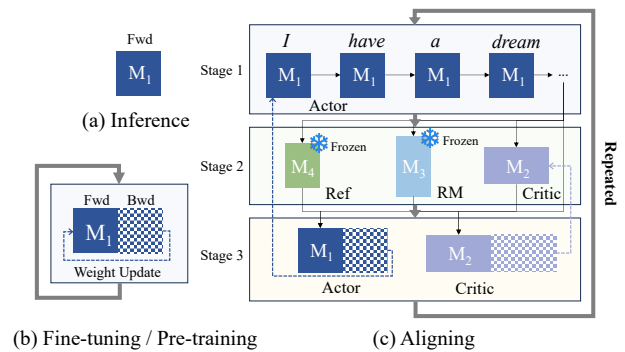 Fwd
M1
(a) Inference
Fwd Bwd
M1
Weight Update
(b) Fine-tuning / Pre-training
Stage 1
I have a dream
M1 M1 M1 M1 ...
Actor
Stage 2
M4 Frozen M3 Frozen M2
Ref RM Critic
Stage 3
M1 M2
Actor Critic
Repeated
(c) Aligning